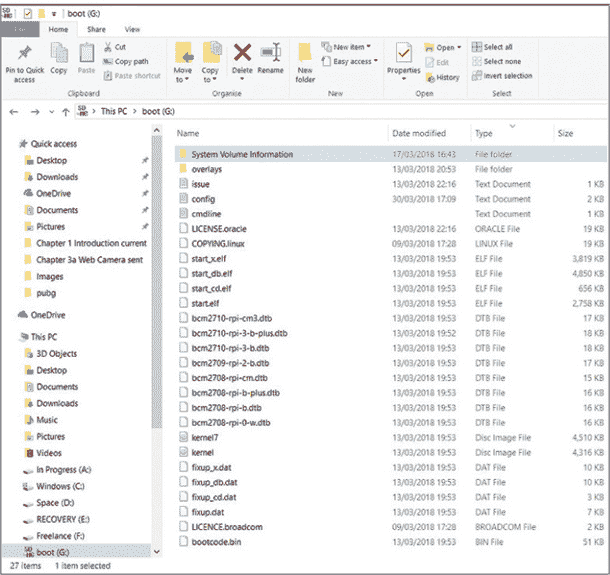 boot (G:)
File Home Share View
Pin to Quick access
Copy
Paste
Cut
Copy path
Paste shortcut
Clipboard
Move to
Copy to
Delete
Rename
Organise
New folder
New item
Easy access
New
Properties
Open
Edit
History
Open
Select all
Select none
Invert selection
Select
This PC > boot (G:)
Quick access
Desktop
Downloads
OneDrive
Documents
Pictures
Chapter 1 Introduction current
Chapter 3a Web Camera sent
Images
pubg
OneDrive
This PC
3D Objects
Desktop
Documents
Downloads
Music
Pictures
Videos
In Progress (A:)
Windows (C:)
Space (D:)
RECOVERY (E:)
Freelance (F:)
boot (G:)
Name Date modified Type Size
System Volume Information 17/03/2018 16:43 File folder
overlays 13/03/2018 20:53 File folder
issue 13/03/2018 22:16 Text Document 1 KB
config 30/03/2018 17:09 Text Document 2 KB
cmdline Text Document 1 KB
LICENSE.oracle 13/03/2018 22:16 ORACLE File 19 KB
COPYING.linux 09/03/2018 17:28 LINUX File 19 KB
start_x.elf 13/03/2018 19:53 ELF File 3,819 KB
start_db.elf 13/03/2018 19:53 ELF File 4,850 KB
start_cd.elf 13/03/2018 19:53 ELF File 656 KB
start.elf 13/03/2018 19:53 ELF File 2,758 KB
bcm2710-rpi-cm3.dtb 13/03/2018 19:53 DTB File 17 KB
bcm2710-rpi-3-b-plus.dtb 13/03/2018 19:52 DTB File 18 KB
bcm2710-rpi-3-b.dtb 13/03/2018 19:53 DTB File 18 KB
bcm2709-rpi-2-b.dtb 13/03/2018 19:53 DTB File 17 KB
bcm2708-rpi-cm.dtb 13/03/2018 19:53 DTB File 15 KB
bcm2708-rpi-b-plus.dtb 13/03/2018 19:53 DTB File 16 KB
bcm2708-rpi-b.dtb 13/03/2018 19:53 DTB File 16 KB
bcm2708-rpi-0-w.dtb 13/03/2018 19:53 DTB File 16 KB
kernel7 13/03/2018 19:53 Disc Image File 4,510 KB
kernel 13/03/2018 19:53 Disc Image File 4,316 KB
fixup_x.dat 13/03/2018 19:53 DAT File 10 KB
fixup_db.dat 13/03/2018 19:53 DAT File 10 KB
fixup_cd.dat 13/03/2018 19:53 DAT File 3 KB
fixup.dat 13/03/2018 19:53 DAT File 7 KB
LICENCE.broadcom 09/03/2018 17:28 BROADCOM File 2 KB
bootcode.bin 13/03/2018 19:53 BIN File 51 KB
27 items 1 item selected